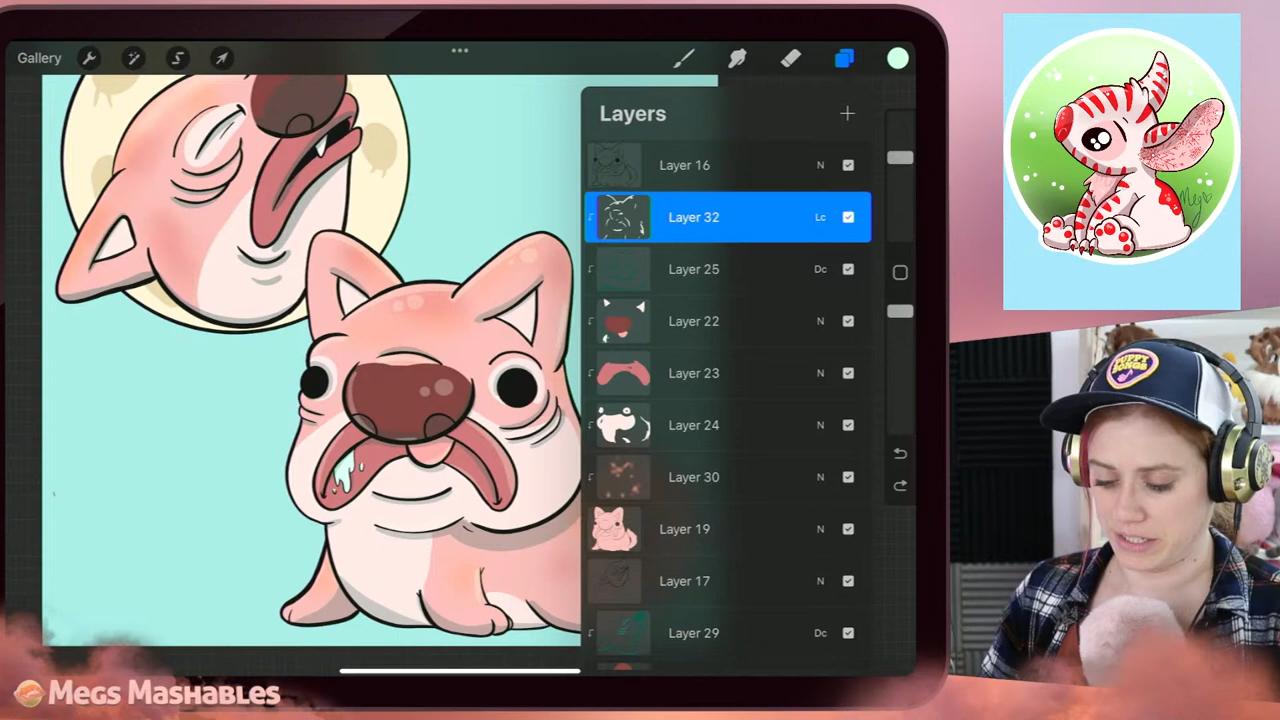 Gallery
Layers
Layer 16 N
Layer 32 Lc
Layer 25 Dc
Layer 22 N
Layer 23 N
Layer 24 N
Layer 30 N
Layer 19 N
Layer 17 N
Layer 29 Dc
Meg
PUPPY SONGS
Megs Mashables